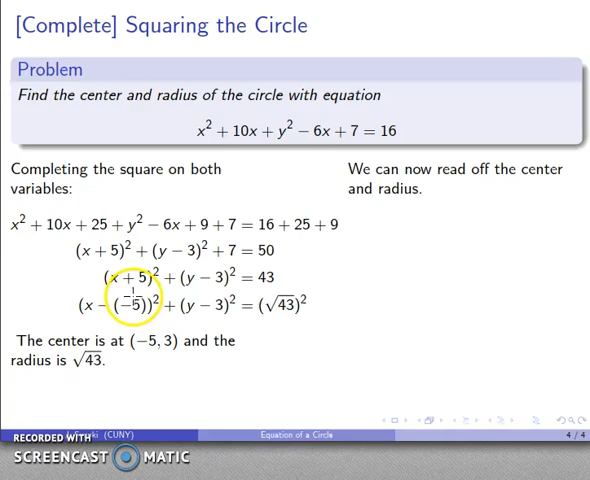 [Complete] Squaring the Circle
Problem
Find the center and radius of the circle with equation
x² + 10x + y² − 6x + 7 = 16
Completing the square on both
variables:
x² + 10x + 25 + y² − 6x + 9 + 7 = 16 + 25 + 9
(x + 5)² + (y − 3)² + 7 = 50
(x + 5)² + (y − 3)² = 43
(x − (−5))² + (y − 3)² = (√43)²
The center is at (−5, 3) and the
radius is √43.
We can now read off the center
and radius.
(CUNY)
Equation of a Circle
4 / 4
RECORDED WITH
SCREENCAST MATIC